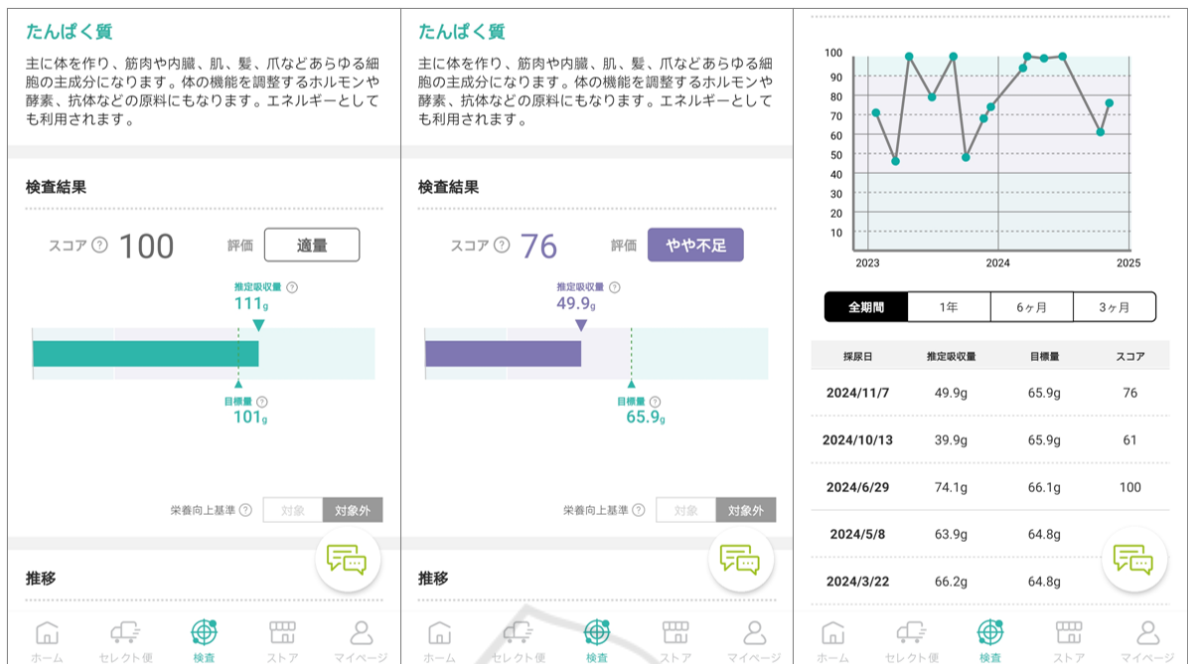 たんぱく質
主に体を作り、筋肉や内臓、肌、髪、爪などあらゆる細
胞の主成分になります。体の機能を調整するホルモンや
酵素、抗体などの原料にもなります。エネルギーとして
も利用されます。
検査結果
スコア ? 100 評価 適量
推定吸収量 ?
111g
目標量 ?
101g
栄養向上基準 ? 対象 対象外
推移
ホーム セレクト便 検査 ストア マイページ
たんぱく質
主に体を作り、筋肉や内臓、肌、髪、爪などあらゆる細
胞の主成分になります。体の機能を調整するホルモンや
酵素、抗体などの原料にもなります。エネルギーとして
も利用されます。
検査結果
スコア ? 76 評価 やや不足
推定吸収量 ?
49.9g
目標量 ?
65.9g
栄養向上基準 ? 対象 対象外
推移
ホーム セレクト便 検査 ストア マイページ
100
90
80
70
60
50
40
30
20
10
2023 2024 2025
全期間 1年 6ヶ月 3ヶ月
採尿日 推定吸収量 目標量 スコア
2024/11/7 49.9g 65.9g 76
2024/10/13 39.9g 65.9g 61
2024/6/29 74.1g 66.1g 100
2024/5/8 63.9g 64.8g
2024/3/22 66.2g 64.8g
ホーム セレクト便 検査 ストア マイページ